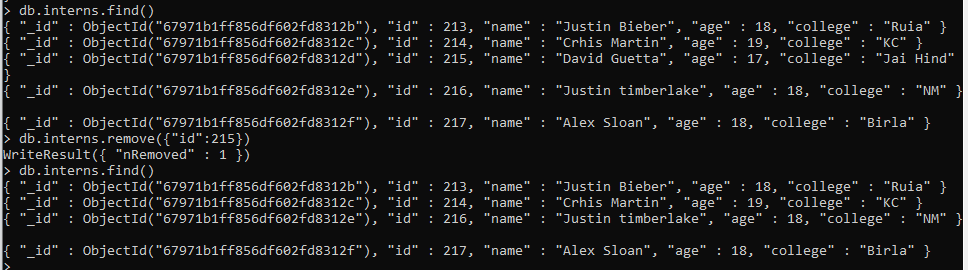 > db.interns.find()
{ "_id" : ObjectId("67971b1ff856df602fd8312b"), "id" : 213, "name" : "Justin Bieber", "age" : 18, "college" : "Ruia" }
{ "_id" : ObjectId("67971b1ff856df602fd8312c"), "id" : 214, "name" : "Crhis Martin", "age" : 19, "college" : "KC" }
{ "_id" : ObjectId("67971b1ff856df602fd8312d"), "id" : 215, "name" : "David Guetta", "age" : 17, "college" : "Jai Hind"
}
{ "_id" : ObjectId("67971b1ff856df602fd8312e"), "id" : 216, "name" : "Justin timberlake", "age" : 18, "college" : "NM" }
{ "_id" : ObjectId("67971b1ff856df602fd8312f"), "id" : 217, "name" : "Alex Sloan", "age" : 18, "college" : "Birla" }
> db.interns.remove({"id":215})
WriteResult({ "nRemoved" : 1 })
> db.interns.find()
{ "_id" : ObjectId("67971b1ff856df602fd8312b"), "id" : 213, "name" : "Justin Bieber", "age" : 18, "college" : "Ruia" }
{ "_id" : ObjectId("67971b1ff856df602fd8312c"), "id" : 214, "name" : "Crhis Martin", "age" : 19, "college" : "KC" }
{ "_id" : ObjectId("67971b1ff856df602fd8312e"), "id" : 216, "name" : "Justin timberlake", "age" : 18, "college" : "NM" }
{ "_id" : ObjectId("67971b1ff856df602fd8312f"), "id" : 217, "name" : "Alex Sloan", "age" : 18, "college" : "Birla" }
>